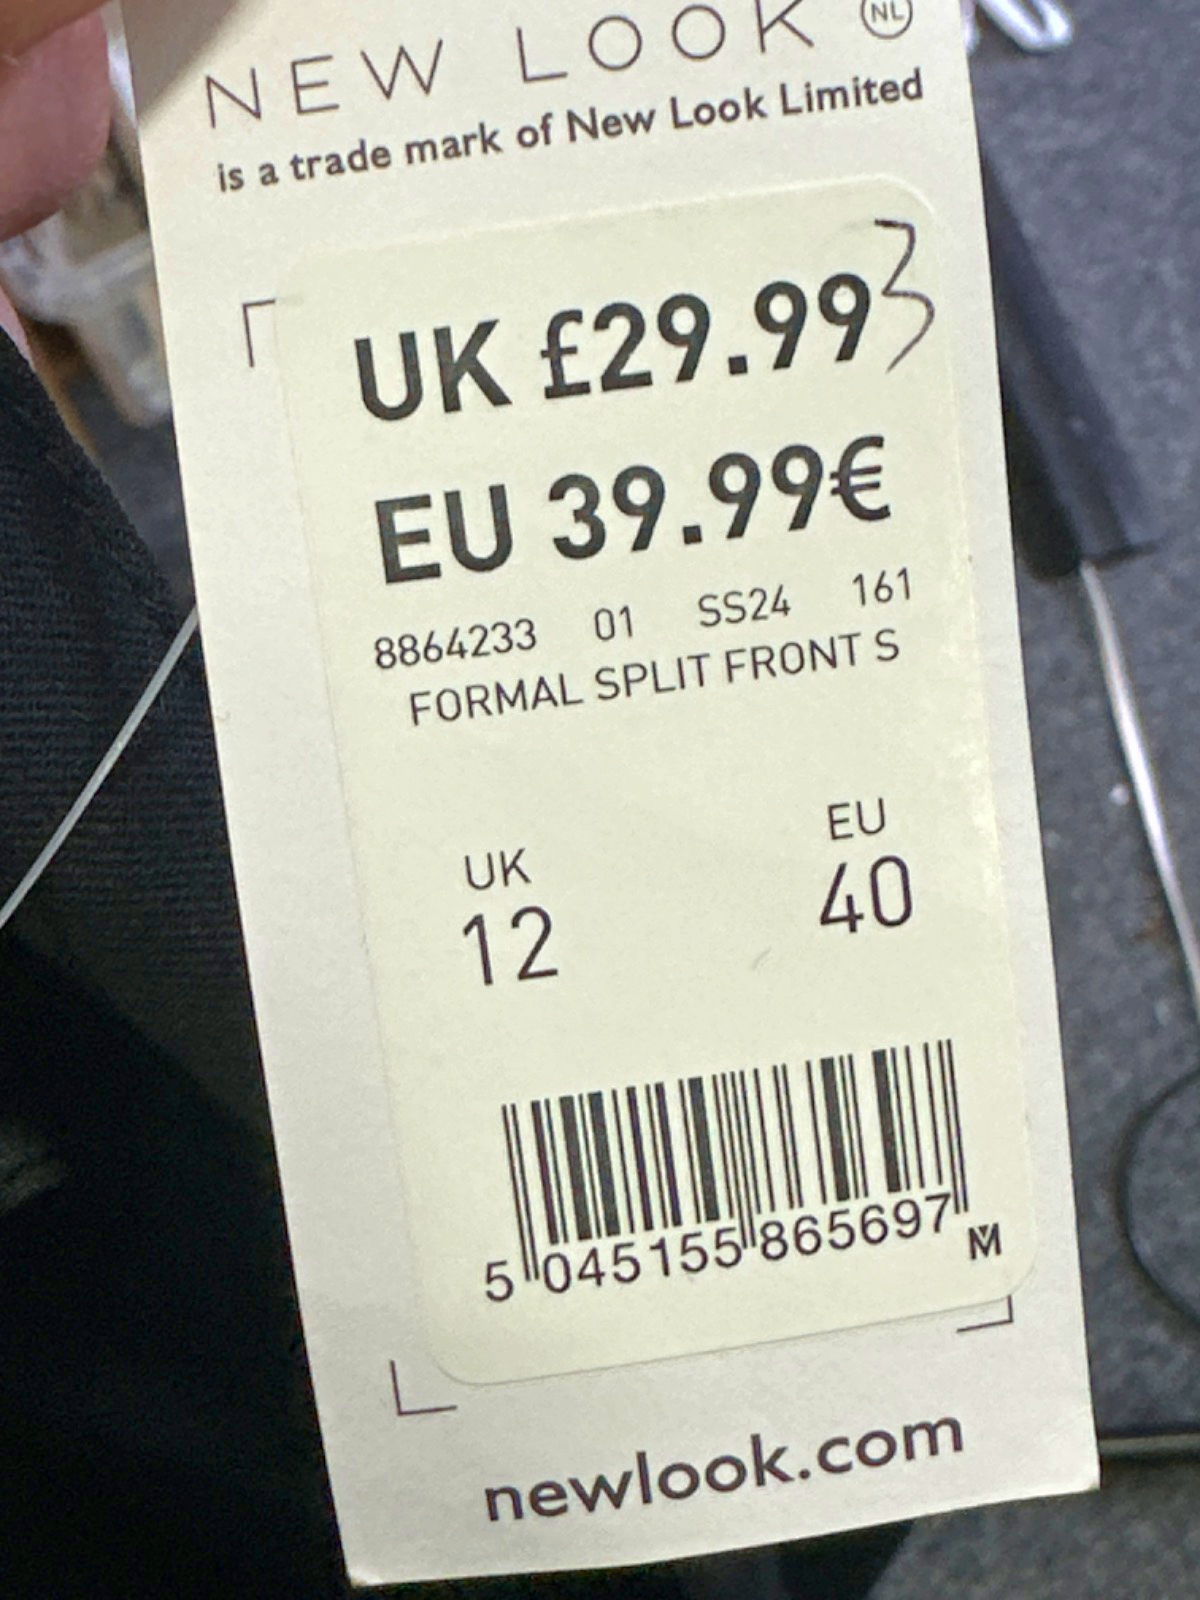 NEW LOOK NL
is a trade mark of New Look Limited
3
UK £29.99
EU 39.99€
8864233 01 SS24 161
FORMAL SPLIT FRONT S
UK EU
12 40
5 045155 865697 M
newlook.com